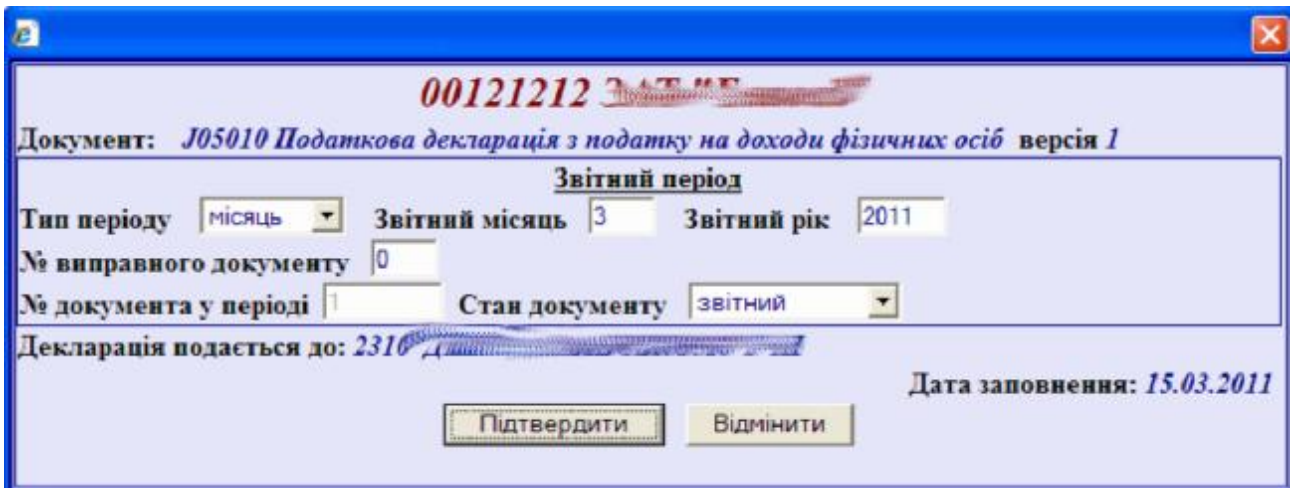 00121212 ЗАТ
Документ: J05010 Податкова декларація з податку на доходи фізичних осіб версія 1
Звітний період
Тип періоду місяць Звітний місяць 3 Звітний рік 2011
№ виправного документу 0
№ документа у періоді 1 Стан документу звітний
Декларація подається до: 2316
Дата заповнення: 15.03.2011
Підтвердити Відмінити